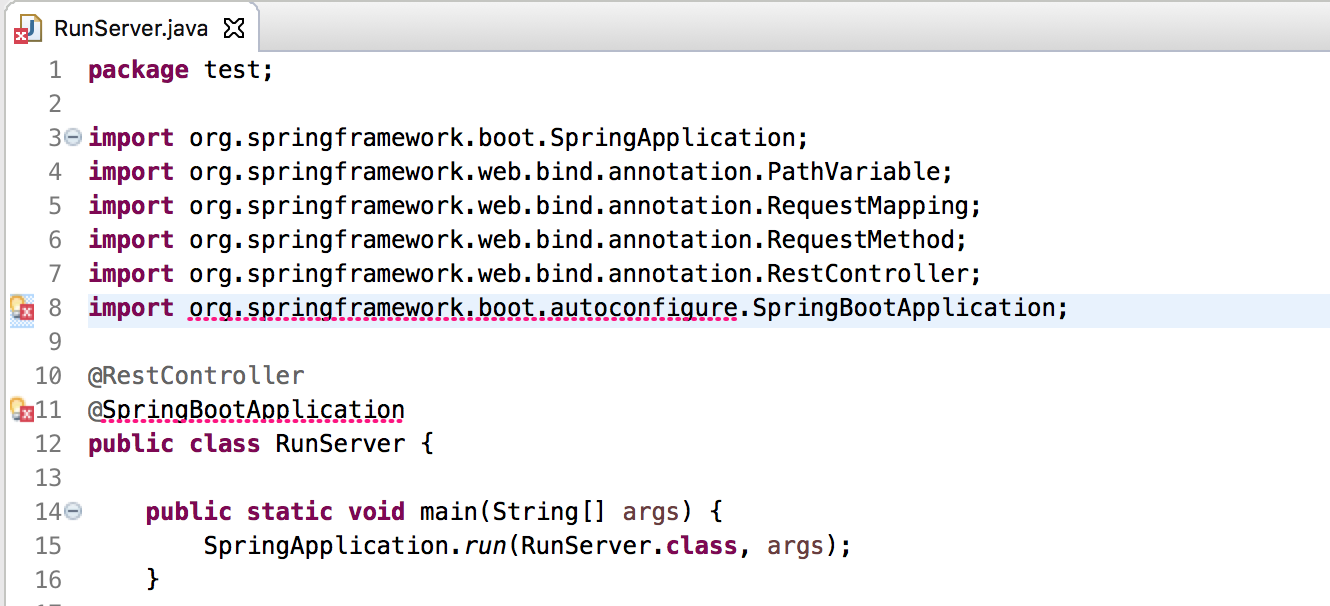 RunServer.java
1 package test;
2
3 import org.springframework.boot.SpringApplication;
4 import org.springframework.web.bind.annotation.PathVariable;
5 import org.springframework.web.bind.annotation.RequestMapping;
6 import org.springframework.web.bind.annotation.RequestMethod;
7 import org.springframework.web.bind.annotation.RestController;
8 import org.springframework.boot.autoconfigure.SpringBootApplication;
9
10 @RestController
11 @SpringBootApplication
12 public class RunServer {
13
14 public static void main(String[] args) {
15 SpringApplication.run(RunServer.class, args);
16 }